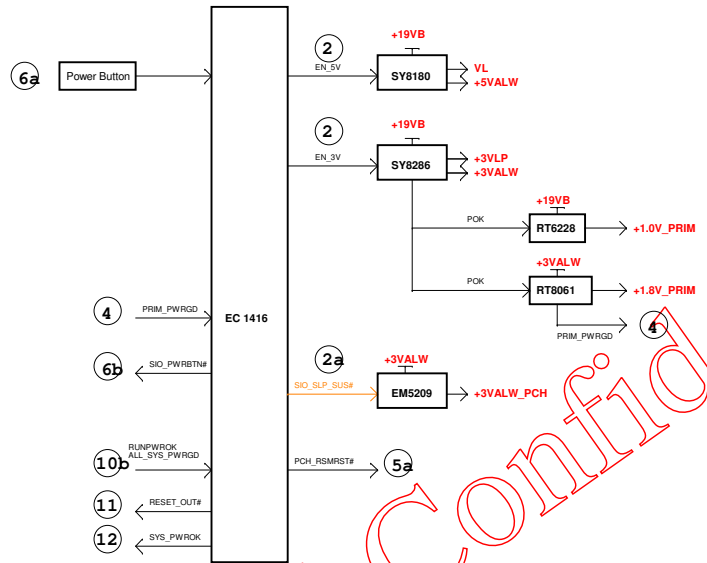 +19VB
2
EN_5V
SY8180
VL
+5VALW
6a
Power Button
+19VB
2
EN_3V
SY8286
+3VLP
+3VALW
+19VB
POK
RT6228
+1.0V_PRIM
+3VALW
POK
RT8061
+1.8V_PRIM
4
PRIM_PWRGD
EC 1416
PRIM_PWRGD
4
2a
+3VALW
6b
SIO_PWRBTN#
SIO_SLP_SUS#
EM5209
+3VALW_PCH
10b
RUNPWROK
ALL_SYS_PWRGD
PCH_RSMRST#
5a
11
RESET_OUT#
12
SYS_PWROK
Confid